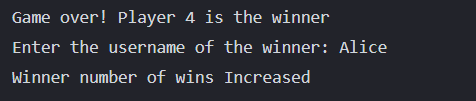 Game over! Player 4 is the winner
Enter the username of the winner: Alice
Winner number of wins Increased